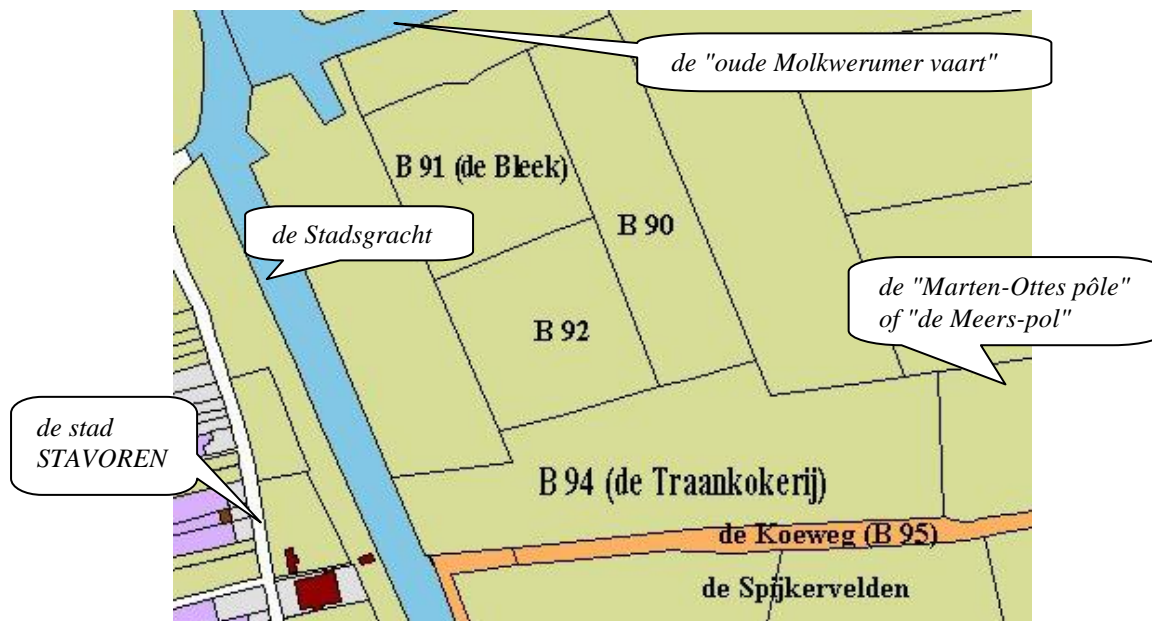 de "oude Molkwerumer vaart"
B 91 (de Bleek)
B 90
de Stadsgracht
de "Marten-Ottes pôle"
of "de Meers-pol"
B 92
de stad
STAVOREN
B 94 (de Traankokerij)
de Koeweg (B 95)
de Spijkervelden